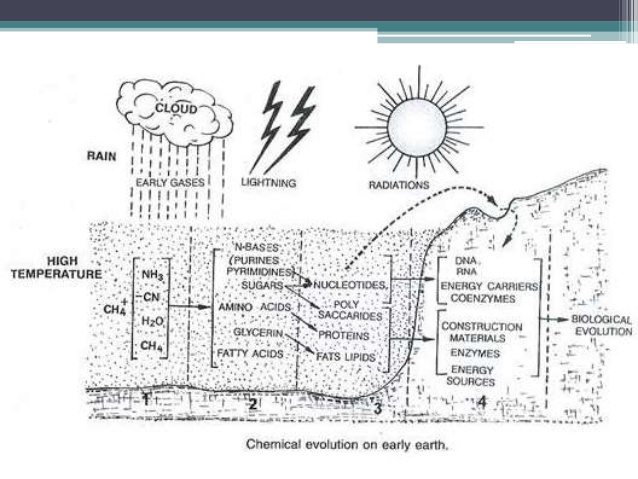 CLOUD
RAIN
EARLY GASES
LIGHTNING
RADIATIONS
HIGH
TEMPERATURE
CH4 +
NH3
-CN
H2O
CH4
N-BASES
(PURINES
PYRIMIDINES)
SUGARS
AMINO ACIDS
GLYCERIN
FATTY ACIDS
NUCLEOTIDES,
POLY
SACCARIDES
PROTEINS
FATS LIPIDS
DNA,
RNA
ENERGY CARRIERS
COENZYMES
CONSTRUCTION
MATERIALS
ENZYMES
ENERGY
SOURCES
BIOLOGICAL
EVOLUTION
1
2
3
4
Chemical evolution on early earth.